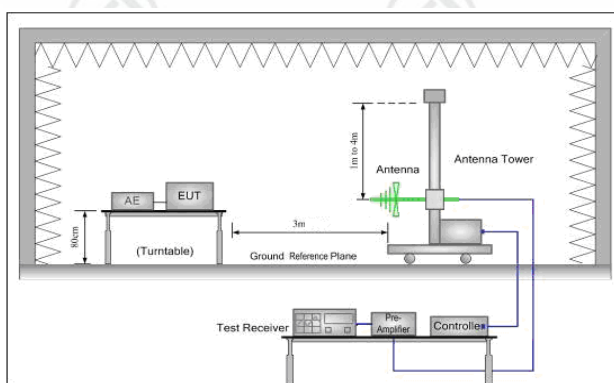 1m to 4m
Antenna
Antenna Tower
AE
EUT
80cm
(Turntable)
3m
Ground Reference Plane
Test Receiver
Pre-
Amplifier
Controller